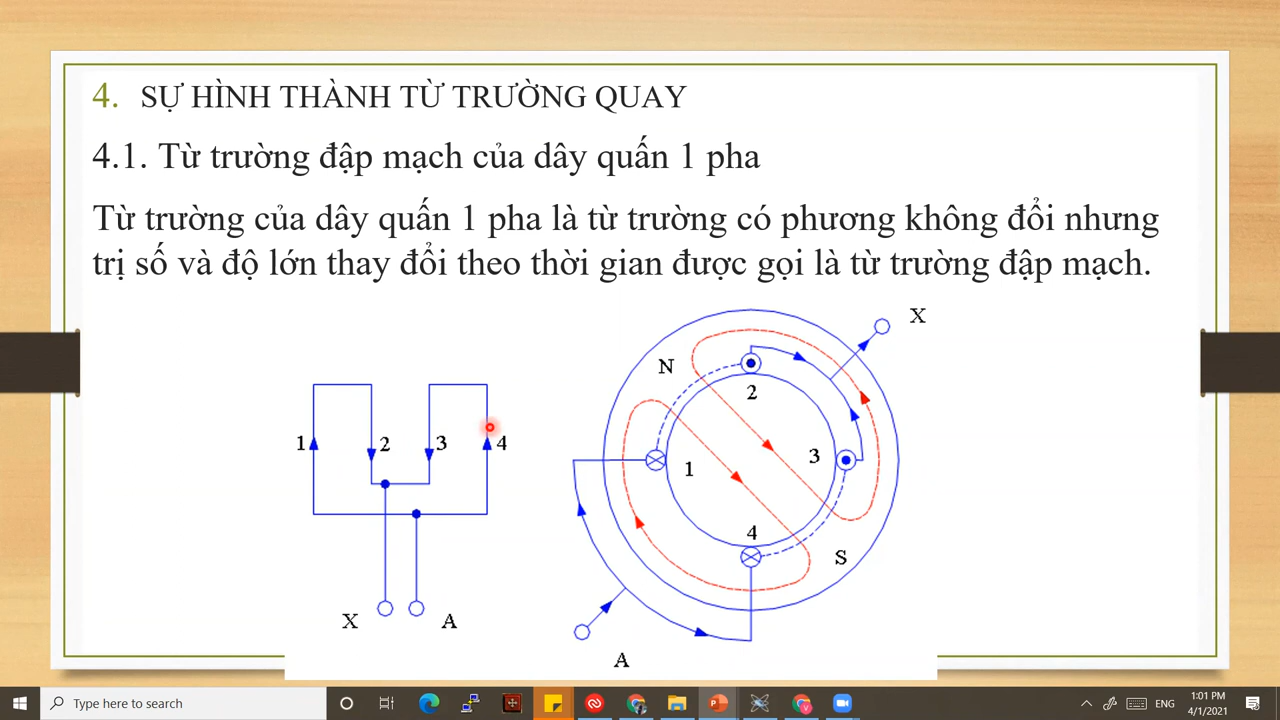 4. SỰ HÌNH THÀNH TỪ TRƯỜNG QUAY
4.1. Từ trường đập mạch của dây quấn 1 pha
Từ trường của dây quấn 1 pha là từ trường có phương không đổi nhưng
trị số và độ lớn thay đổi theo thời gian được gọi là từ trường đập mạch.
X
N
2
1 2 3 4
3
1
4
S
X A
A
Type here to search
ENG
1:01 PM
4/1/2021